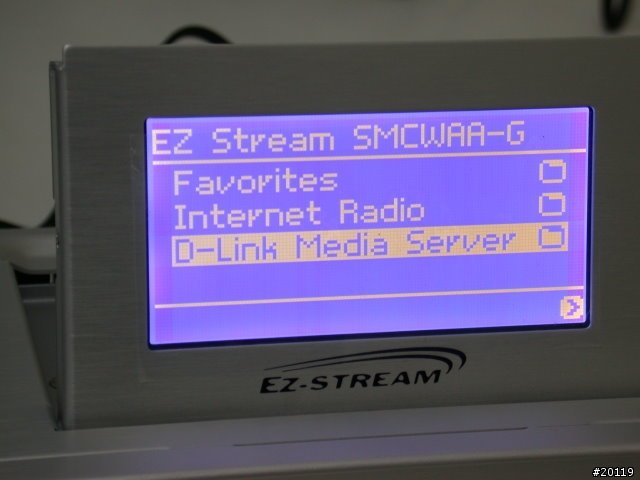 EZ Stream SMCWAA-G
Favorites
Internet Radio
D-Link Media Server
EZ-STREAM
#20119